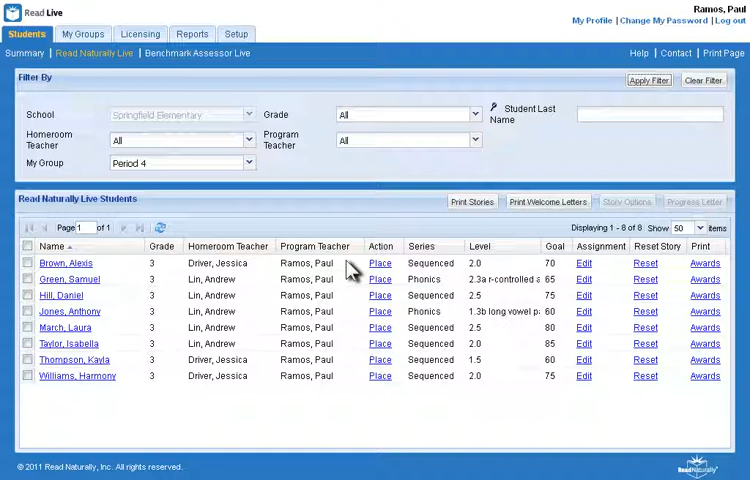 Read Live
Ramos, Paul
My Profile | Change My Password | Log out
Students My Groups Licensing Reports Setup
Summary | Read Naturally Live | Benchmark Assessor Live Help | Contact | Print Page
Filter By Apply Filter Clear Filter
School Springfield Elementary Grade All Student Last Name
Homeroom Teacher All Program Teacher All
My Group Period 4
Read Naturally Live Students Print Stories Print Welcome Letters Story Options Progress Letter
Page 1 of 1 Displaying 1 - 8 of 8 Show 50 items
Name Grade Homeroom Teacher Program Teacher Action Series Level Goal Assignment Reset Story Print
Brown, Alexis 3 Driver, Jessica Ramos, Paul Place Sequenced 2.0 70 Edit Reset Awards
Green, Samuel 3 Lin, Andrew Ramos, Paul Place Phonics 2.3a r-controlled a 65 Edit Reset Awards
Hill, Daniel 3 Lin, Andrew Ramos, Paul Place Sequenced 2.5 75 Edit Reset Awards
Jones, Anthony 3 Lin, Andrew Ramos, Paul Place Phonics 1.3b long vowel p 60 Edit Reset Awards
March, Laura 3 Lin, Andrew Ramos, Paul Place Sequenced 2.5 80 Edit Reset Awards
Taylor, Isabella 3 Lin, Andrew Ramos, Paul Place Sequenced 2.0 85 Edit Reset Awards
Thompson, Kayla 3 Driver, Jessica Ramos, Paul Place Sequenced 1.5 60 Edit Reset Awards
Williams, Harmony 3 Driver, Jessica Ramos, Paul Place Sequenced 2.0 75 Edit Reset Awards
© 2011 Read Naturally, Inc. All rights reserved. Read Naturally